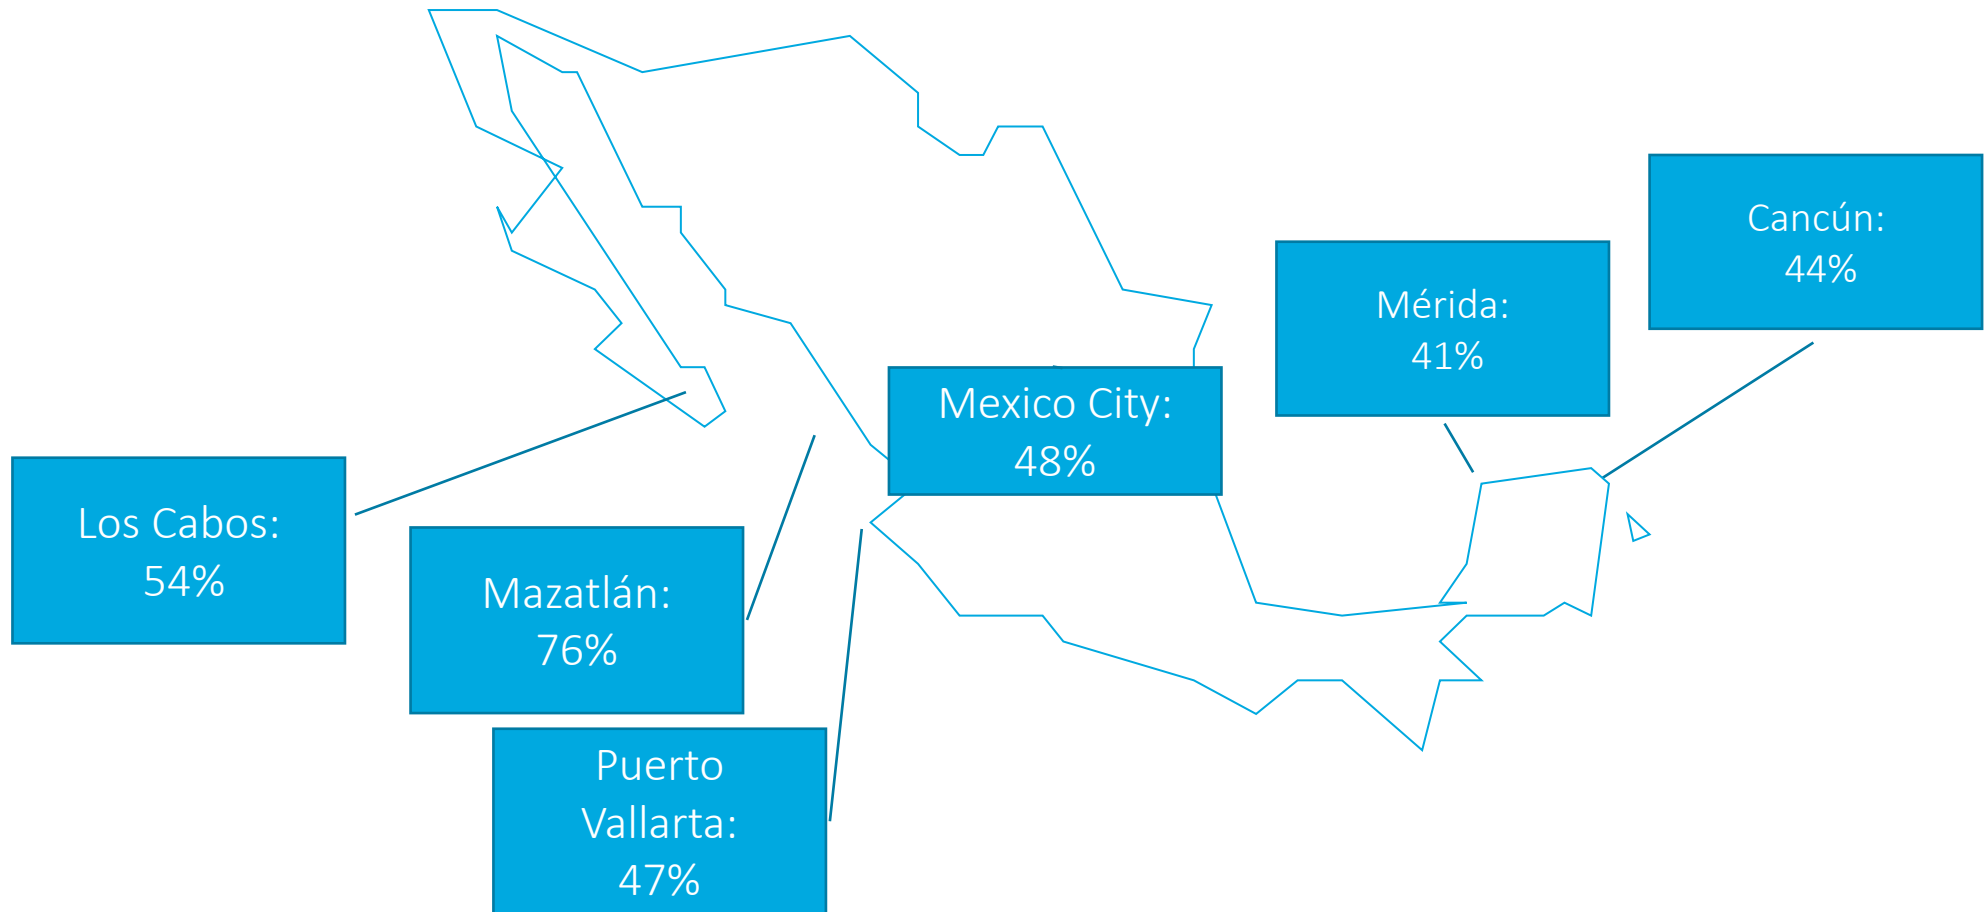 Cancún:
44%
Mérida:
41%
Mexico City:
48%
Los Cabos:
54%
Mazatlán:
76%
Puerto
Vallarta:
47%